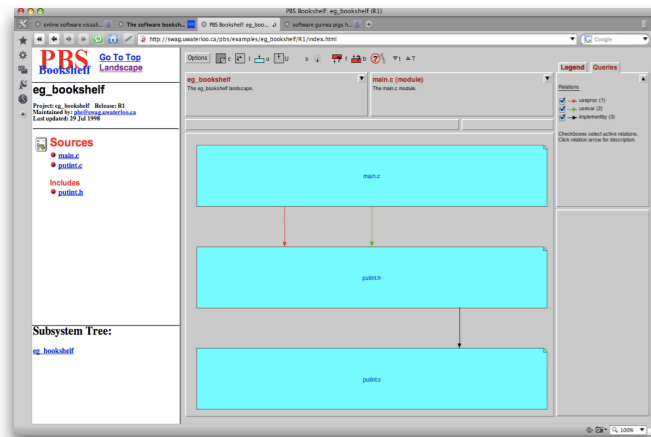 PBS Bookshelf: eg_bookshelf (R1)
online software visuali...
The software booksh...
PBS Bookshelf: eg_boo...
software guinea pigs h...
http://swag.uwaterloo.ca/pbs/examples/eg_bookshelf/R1/index.html
Google
PBS
Bookshelf
Go To Top
Landscape
eg_bookshelf
Project: eg_bookshelf Release: R1
Maintained by: pbs@swag.uwaterloo.ca
Last updated: 29 Jul 1998
Sources
main.c
putint.c
Includes
putint.h
Subsystem Tree:
eg_bookshelf
Options c i u U s f b t T
eg_bookshelf
The eg_bookshelf landscape.
main.c (module)
The main.c module.
main.c
putint.h
putint.c
Legend Queries
Relations
useproc (1)
usevar (2)
implementby (3)
Checkboxes select active relations.
Click relation arrow for description.
100%